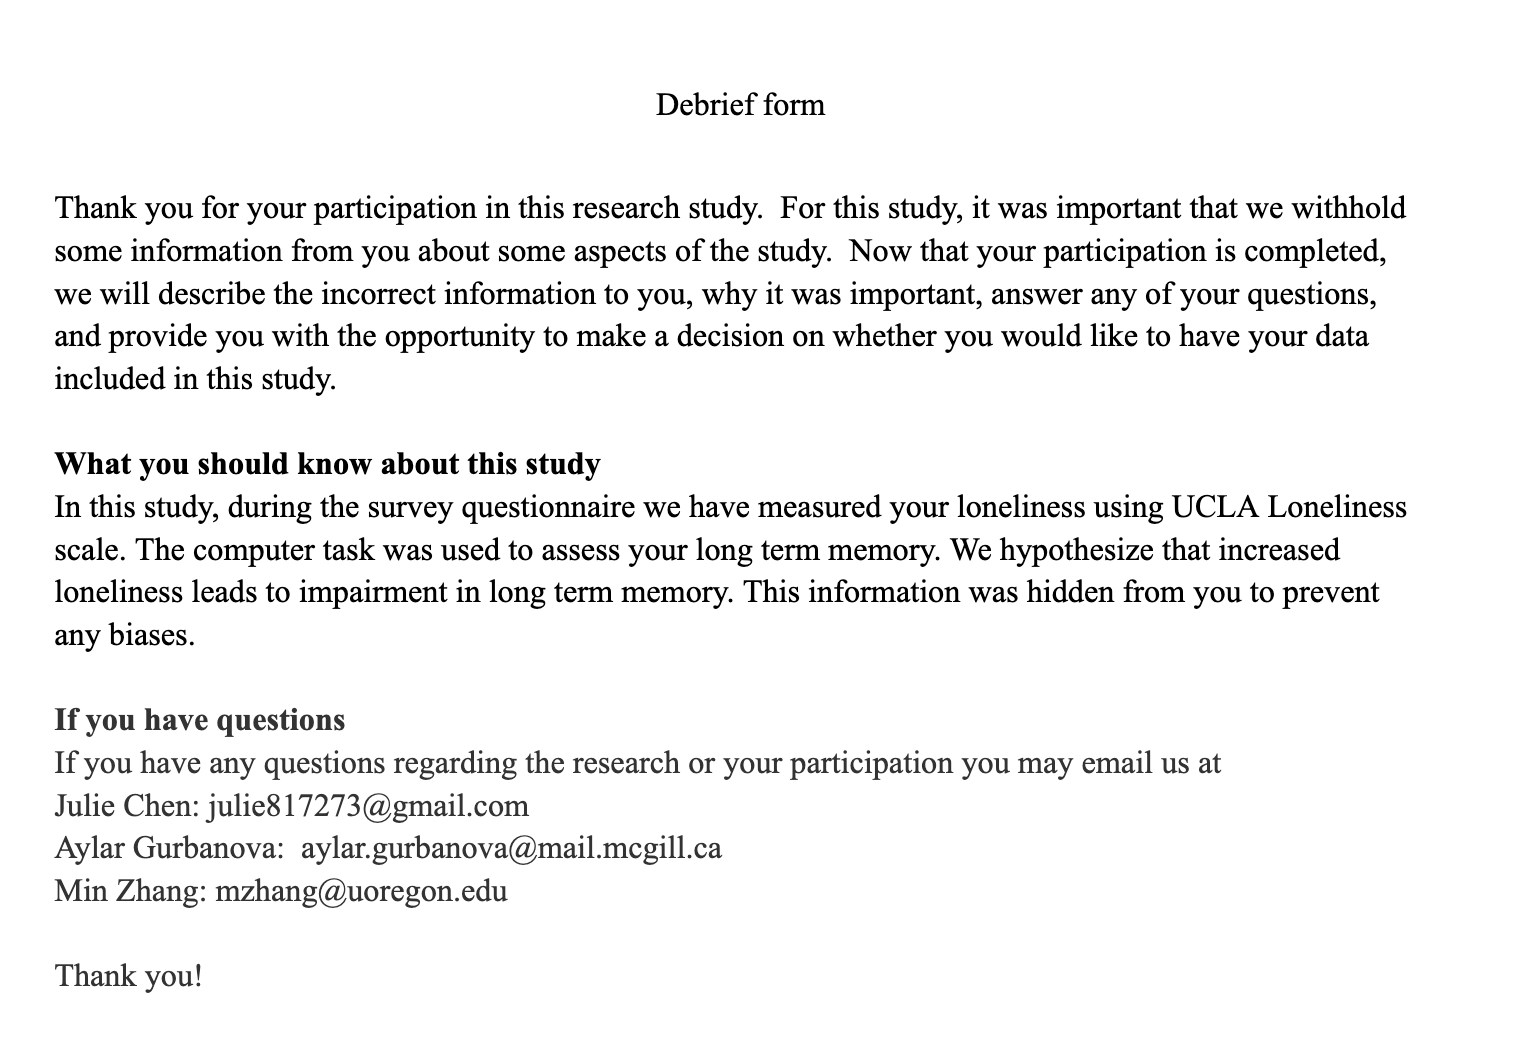 Debrief form
Thank you for your participation in this research study.  For this study, it was important that we withhold
some information from you about some aspects of the study.  Now that your participation is completed,
we will describe the incorrect information to you, why it was important, answer any of your questions,
and provide you with the opportunity to make a decision on whether you would like to have your data
included in this study.
What you should know about this study
In this study, during the survey questionnaire we have measured your loneliness using UCLA Loneliness
scale. The computer task was used to assess your long term memory. We hypothesize that increased
loneliness leads to impairment in long term memory. This information was hidden from you to prevent
any biases.
If you have questions
If you have any questions regarding the research or your participation you may email us at
Julie Chen: julie817273@gmail.com
Aylar Gurbanova:  aylar.gurbanova@mail.mcgill.ca
Min Zhang: mzhang@uoregon.edu
Thank you!